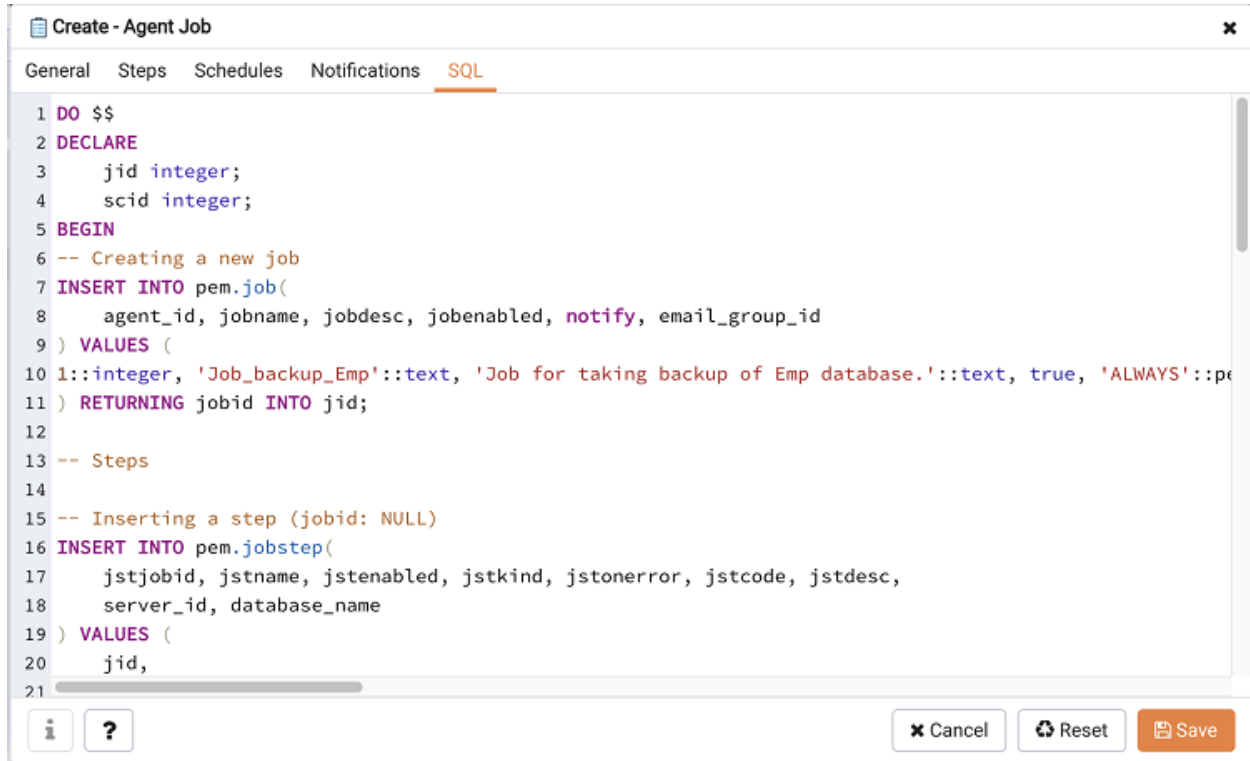 Create - Agent Job
General Steps Schedules Notifications SQL
1 DO $$
2 DECLARE
3 jid integer;
4 scid integer;
5 BEGIN
6 -- Creating a new job
7 INSERT INTO pem.job(
8 agent_id, jobname, jobdesc, jobenabled, notify, email_group_id
9 ) VALUES (
10 1::integer, 'Job_backup_Emp'::text, 'Job for taking backup of Emp database.'::text, true, 'ALWAYS'::pe
11 ) RETURNING jobid INTO jid;
12
13 -- Steps
14
15 -- Inserting a step (jobid: NULL)
16 INSERT INTO pem.jobstep(
17 jstjobid, jstname, jstenabled, jstkind, jstonerror, jstcode, jstdesc,
18 server_id, database_name
19 ) VALUES (
20 jid,
21
i ? Cancel Reset Save